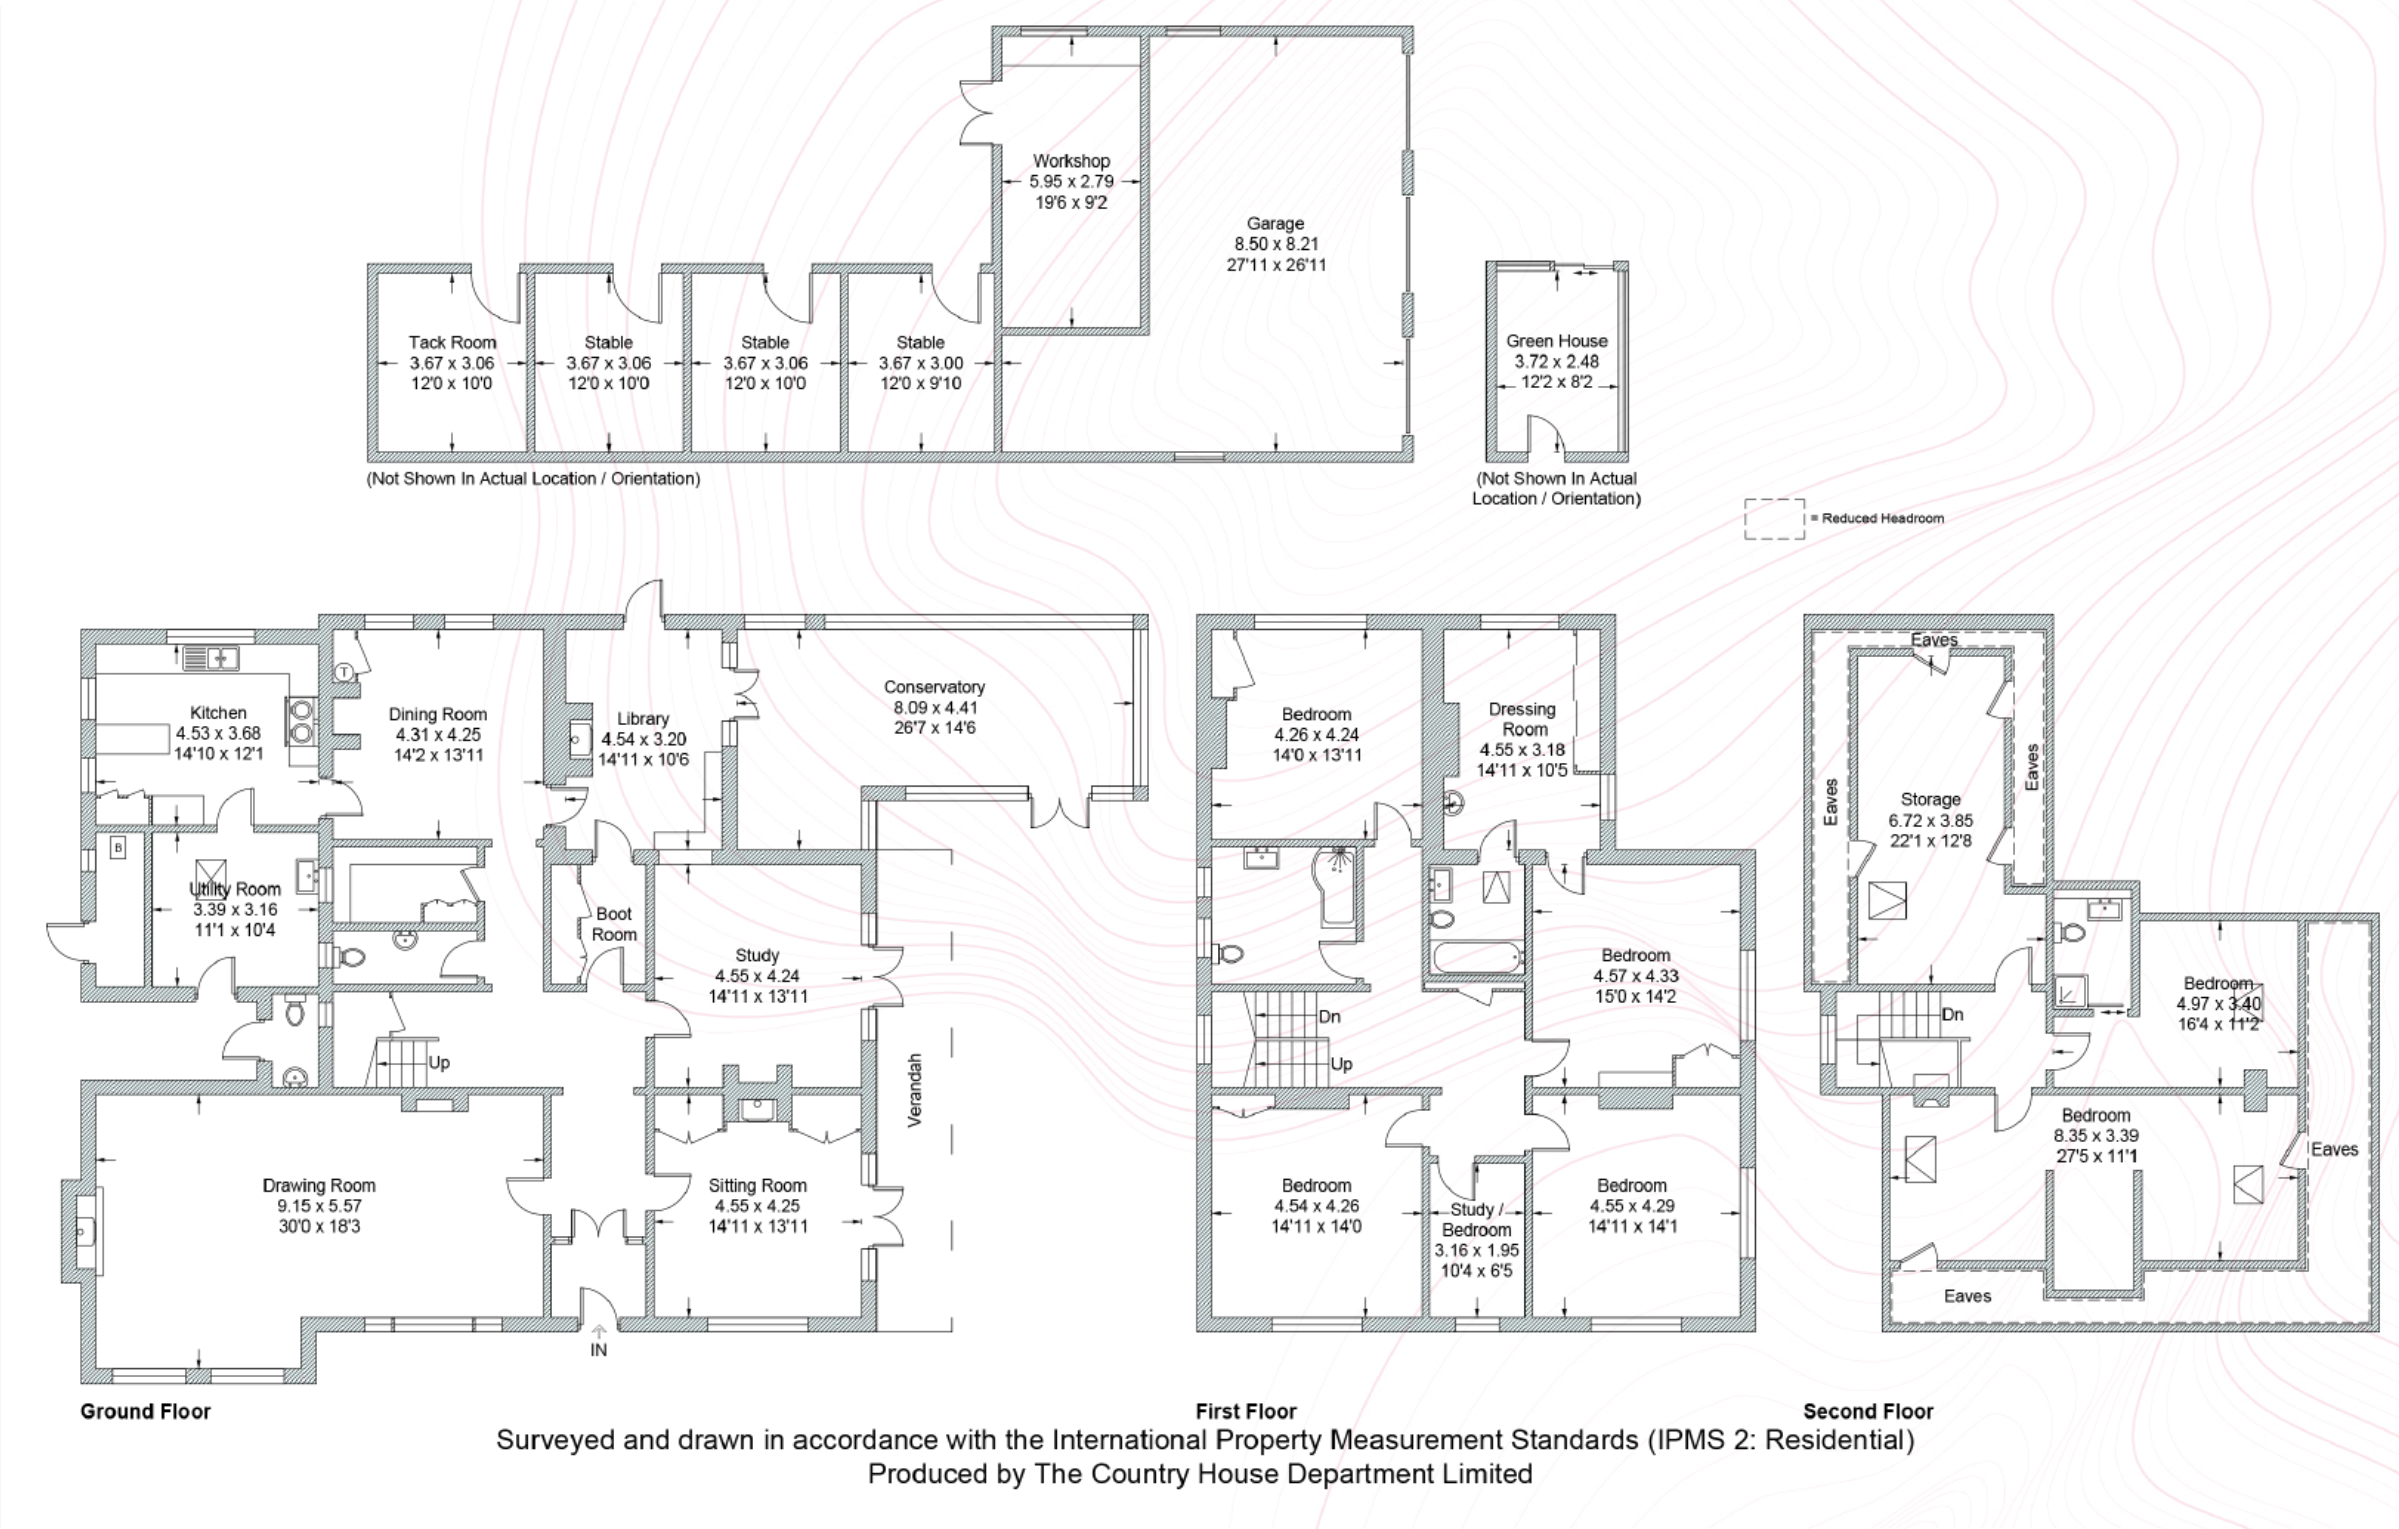 Workshop
5.95 x 2.79
19'6 x 9'2
Garage
8.50 x 8.21
27'11 x 26'11
Tack Room
3.67 x 3.06
12'0 x 10'0
Stable
3.67 x 3.06
12'0 x 10'0
Stable
3.67 x 3.06
12'0 x 10'0
Stable
3.67 x 3.00
12'0 x 9'10
Green House
3.72 x 2.48
12'2 x 8'2
(Not Shown In Actual Location / Orientation)
(Not Shown In Actual
Location / Orientation)
= Reduced Headroom
Kitchen
4.53 x 3.68
14'10 x 12'1
T
Dining Room
4.31 x 4.25
14'2 x 13'11
Library
4.54 x 3.20
14'11 x 10'6
Conservatory
8.09 x 4.41
26'7 x 14'6
B
Utility Room
3.39 x 3.16
11'1 x 10'4
Boot
Room
Study
4.55 x 4.24
14'11 x 13'11
Up
Verandah
Drawing Room
9.15 x 5.57
30'0 x 18'3
Sitting Room
4.55 x 4.25
14'11 x 13'11
IN
Ground Floor
Bedroom
4.26 x 4.24
14'0 x 13'11
Dressing
Room
4.55 x 3.18
14'11 x 10'5
Bedroom
4.57 x 4.33
15'0 x 14'2
Dn
Up
Bedroom
4.54 x 4.26
14'11 x 14'0
Study /
Bedroom
3.16 x 1.95
10'4 x 6'5
Bedroom
4.55 x 4.29
14'11 x 14'1
First Floor
Eaves
Eaves
Eaves
Storage
6.72 x 3.85
22'1 x 12'8
Dn
Bedroom
4.97 x 3.40
16'4 x 11'2
Bedroom
8.35 x 3.39
27'5 x 11'1
Eaves
Eaves
Second Floor
Surveyed and drawn in accordance with the International Property Measurement Standards (IPMS 2: Residential)
Produced by The Country House Department Limited